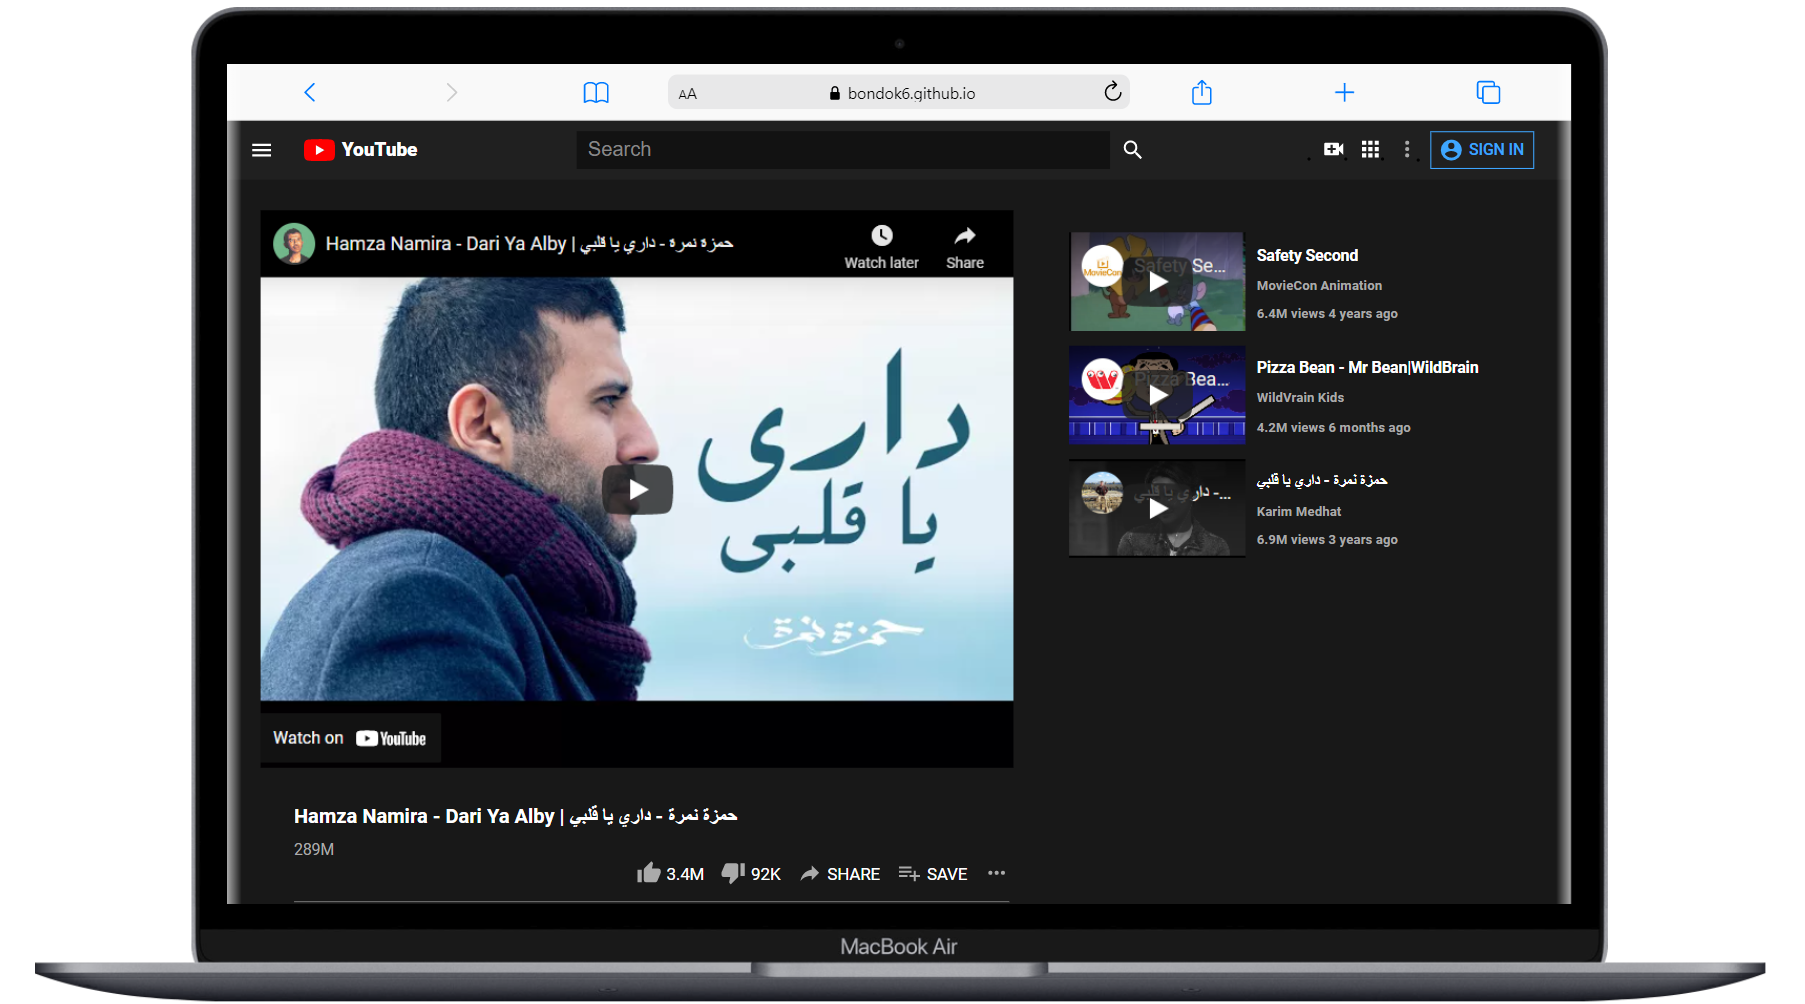 AA
bondok6.github.io
YouTube
Search
SIGN IN
Hamza Namira - Dari Ya Alby | حمزة نمرة - داري يا قلبي
Watch later
Share
دارى
يا قلبى
حمزة نمرة
Watch on YouTube
Hamza Namira - Dari Ya Alby | حمزة نمرة - داري يا قلبي
289M
3.4M
92K
SHARE
SAVE
MovieCon
Safety Se...
Safety Second
MovieCon Animation
6.4M views 4 years ago
Pizza Bea...
Pizza Bean - Mr Bean|WildBrain
WildVrain Kids
4.2M views 6 months ago
داري يا قلبي -...
حمزة نمرة - داري يا قلبي
Karim Medhat
6.9M views 3 years ago
MacBook Air